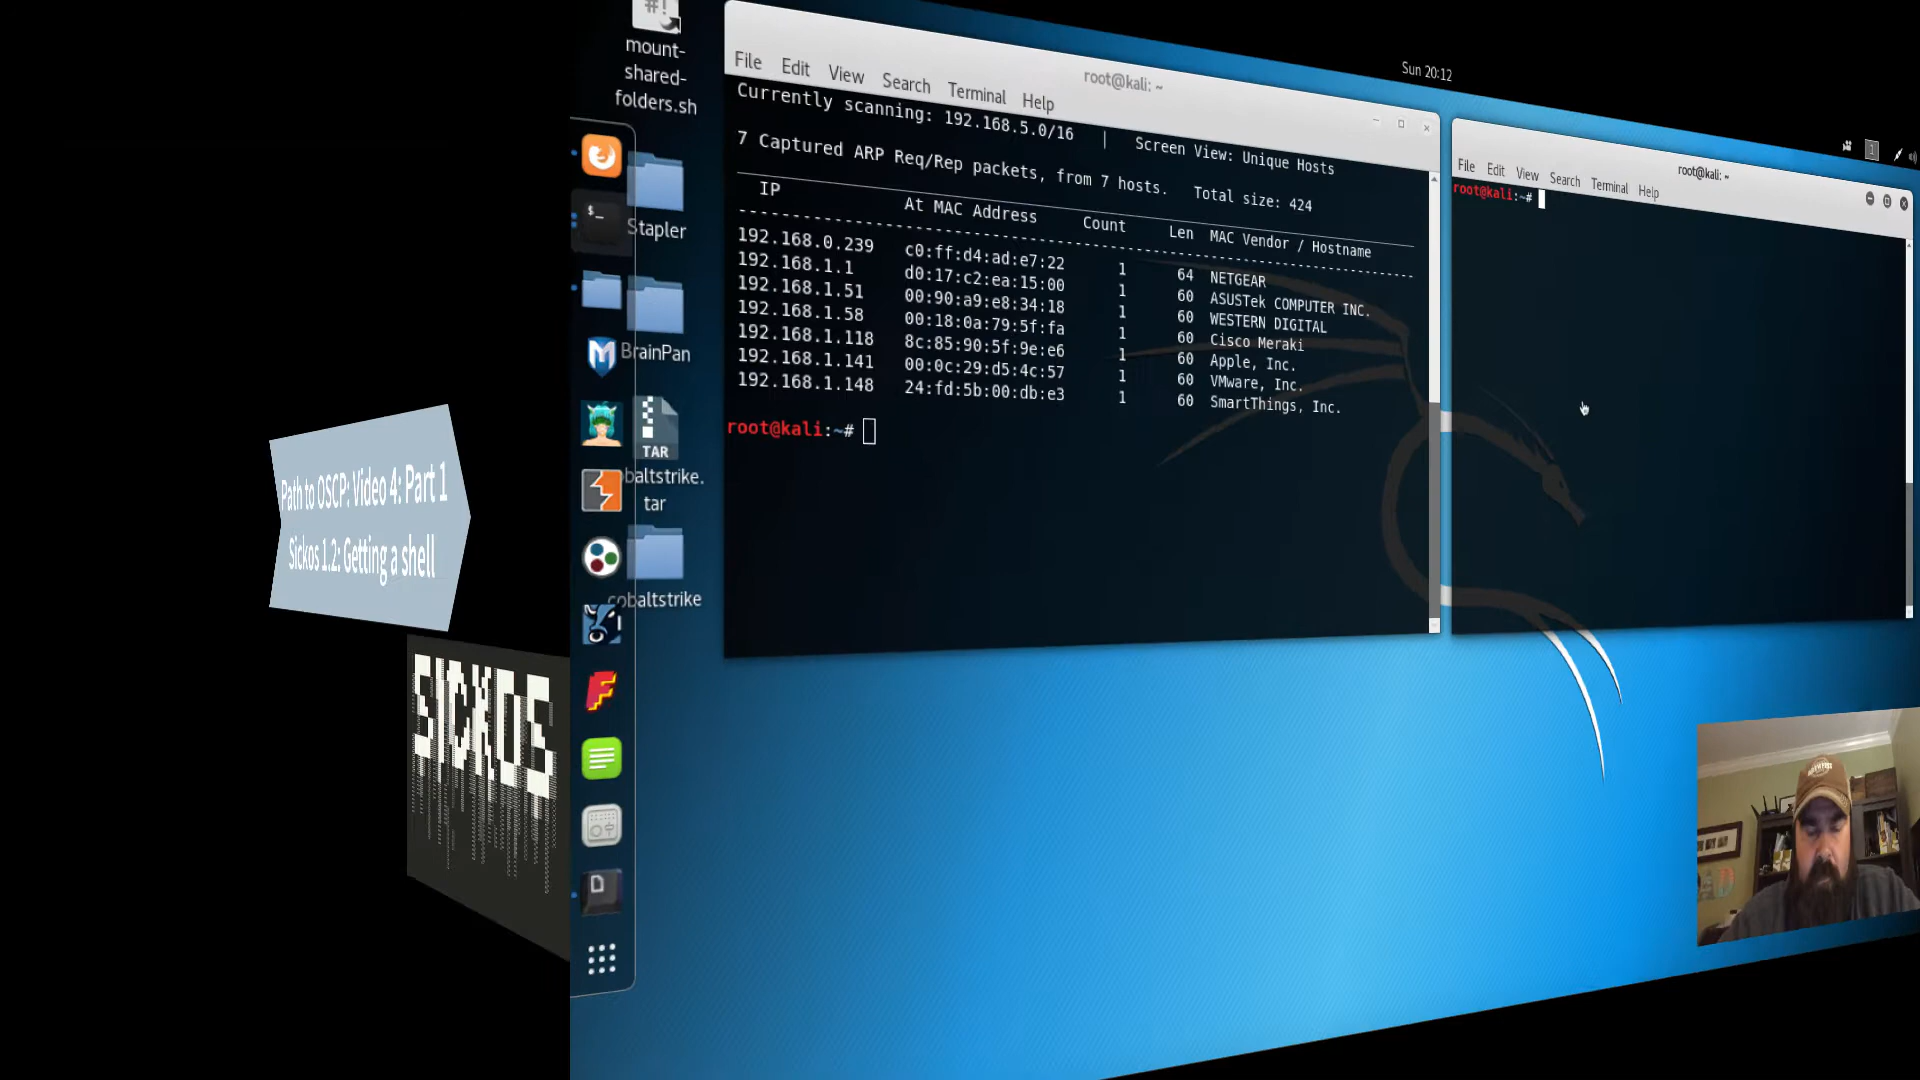 Path to OSCP: Video 4: Part 1
Sickos 1.2: Getting a shell
SICKOS
mount-
shared-
folders.sh
Stapler
BrainPan
TAR
obaltstrike.
tar
cobaltstrike
Sun 20:12
root@kali: ~
File Edit View Search Terminal Help
Currently scanning: 192.168.5.0/16 | Screen View: Unique Hosts
7 Captured ARP Req/Rep packets, from 7 hosts. Total size: 424
IP At MAC Address Count Len MAC Vendor / Hostname
192.168.0.239 c0:ff:d4:ad:e7:22 1 64 NETGEAR
192.168.1.1 d0:17:c2:ea:15:00 1 60 ASUSTek COMPUTER INC.
192.168.1.51 00:90:a9:e8:34:18 1 60 WESTERN DIGITAL
192.168.1.58 00:18:0a:79:5f:fa 1 60 Cisco Meraki
192.168.1.118 8c:85:90:5f:9e:e6 1 60 Apple, Inc.
192.168.1.141 00:0c:29:d5:4c:57 1 60 VMware, Inc.
192.168.1.148 24:fd:5b:00:db:e3 1 60 SmartThings, Inc.
root@kali:~#
root@kali: ~
File Edit View Search Terminal Help
root@kali:~#
1